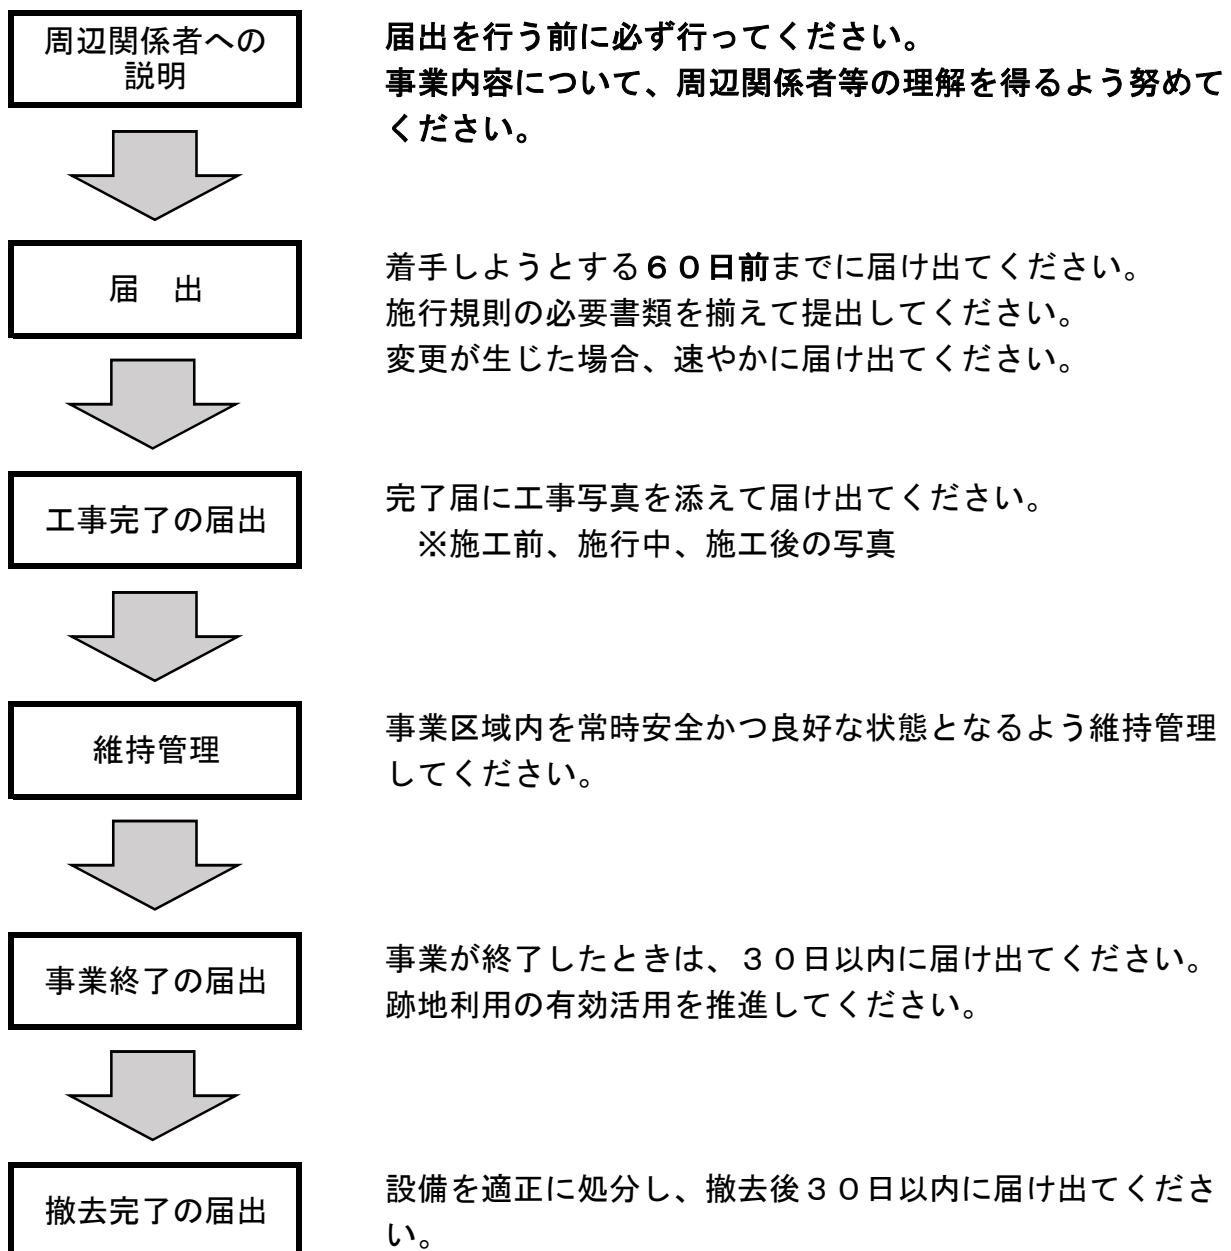 周辺関係者への
説明
届出を行う前に必ず行ってください。
事業内容について、周辺関係者等の理解を得るよう努めて
ください。
届　出
着手しようとする６０日前までに届け出てください。
施行規則の必要書類を揃えて提出してください。
変更が生じた場合、速やかに届け出てください。
工事完了の届出
完了届に工事写真を添えて届け出てください。
※施工前、施行中、施工後の写真
維持管理
事業区域内を常時安全かつ良好な状態となるよう維持管理
してください。
事業終了の届出
事業が終了したときは、３０日以内に届け出てください。
跡地利用の有効活用を推進してください。
撤去完了の届出
設備を適正に処分し、撤去後３０日以内に届け出てくださ
い。